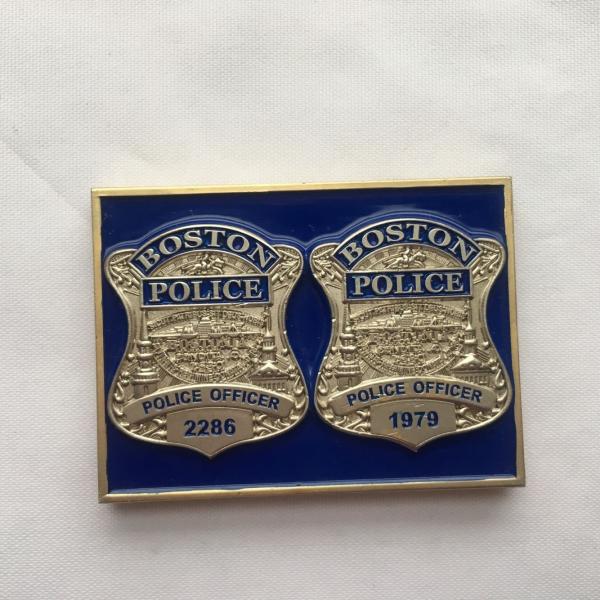 BOSTON
POLICE
POLICE OFFICER
2286
BOSTON
POLICE
POLICE OFFICER
1979